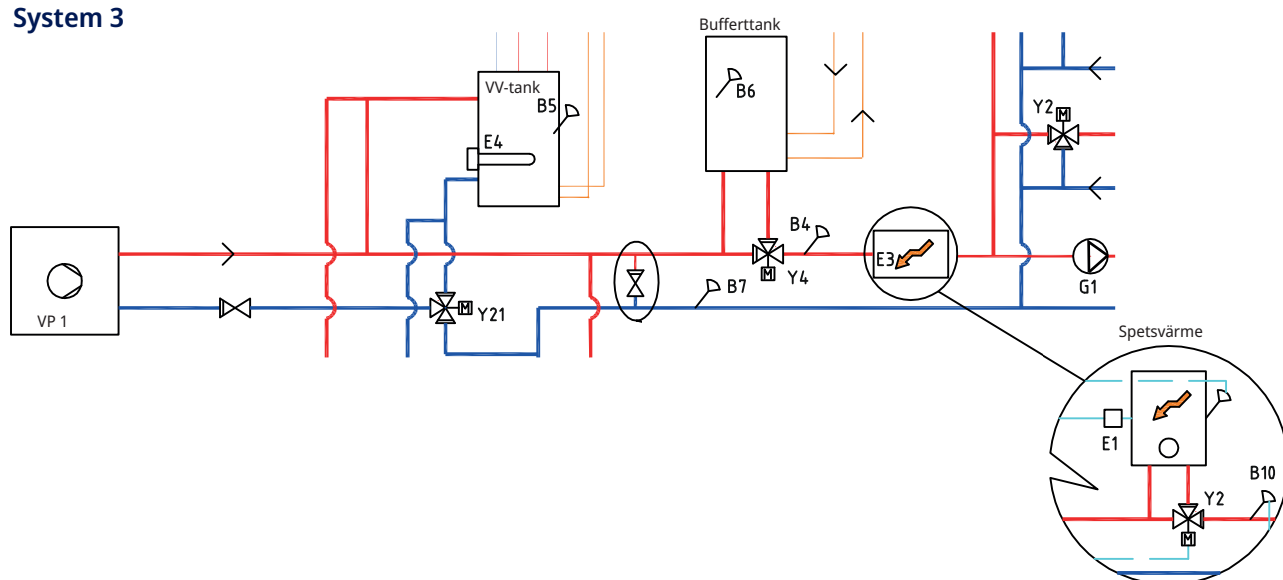 System 3
Bufferttank
VV-tank
B5
B6
E4
Y2
M
B4
E3
B7
M
Y4
G1
M
Y21
VP 1
Spetsvärme
E1
B10
Y2
M